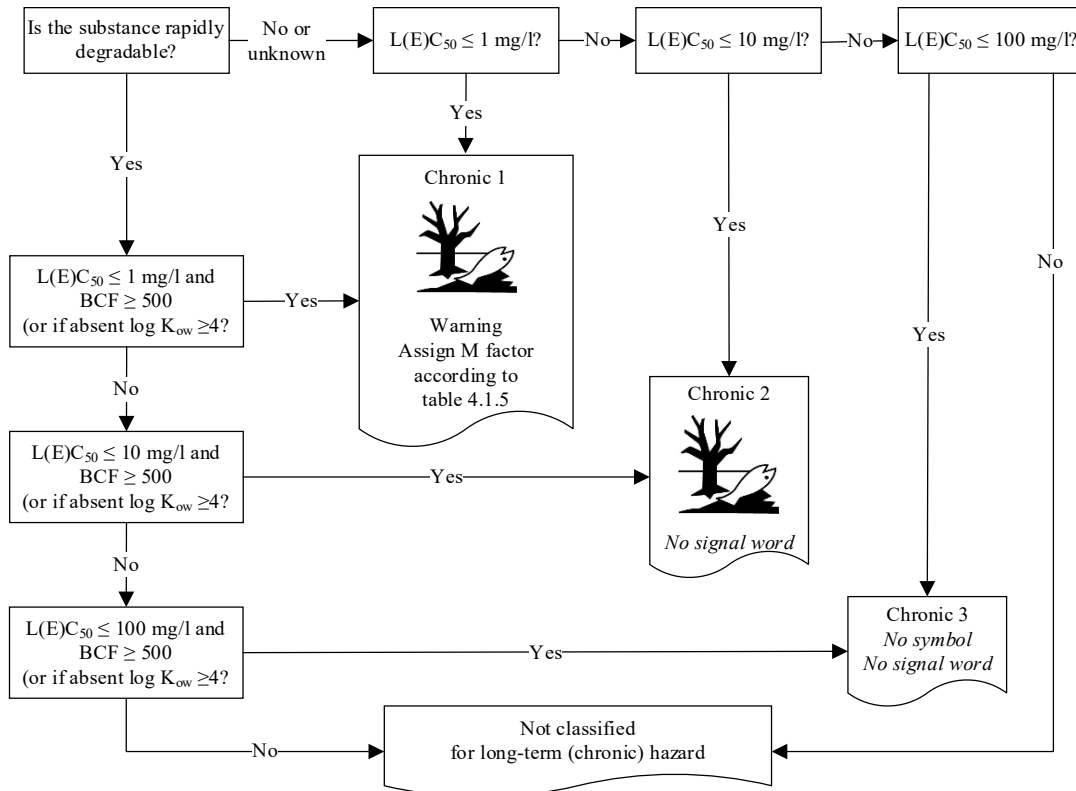 Is the substance rapidly
degradable?
No or
unknown
L(E)C₅₀ ≤ 1 mg/l?
No
L(E)C₅₀ ≤ 10 mg/l?
No
L(E)C₅₀ ≤ 100 mg/l?
Yes
Yes
Yes
Yes
No
Chronic 1
Warning
Assign M factor
according to
table 4.1.5
L(E)C₅₀ ≤ 1 mg/l and
BCF ≥ 500
(or if absent log Kₒw ≥4?
Yes
No
Chronic 2
No signal word
L(E)C₅₀ ≤ 10 mg/l and
BCF ≥ 500
(or if absent log Kₒw ≥4?
Yes
No
Chronic 3
No symbol
No signal word
L(E)C₅₀ ≤ 100 mg/l and
BCF ≥ 500
(or if absent log Kₒw ≥4?
Yes
No
Not classified
for long-term (chronic) hazard